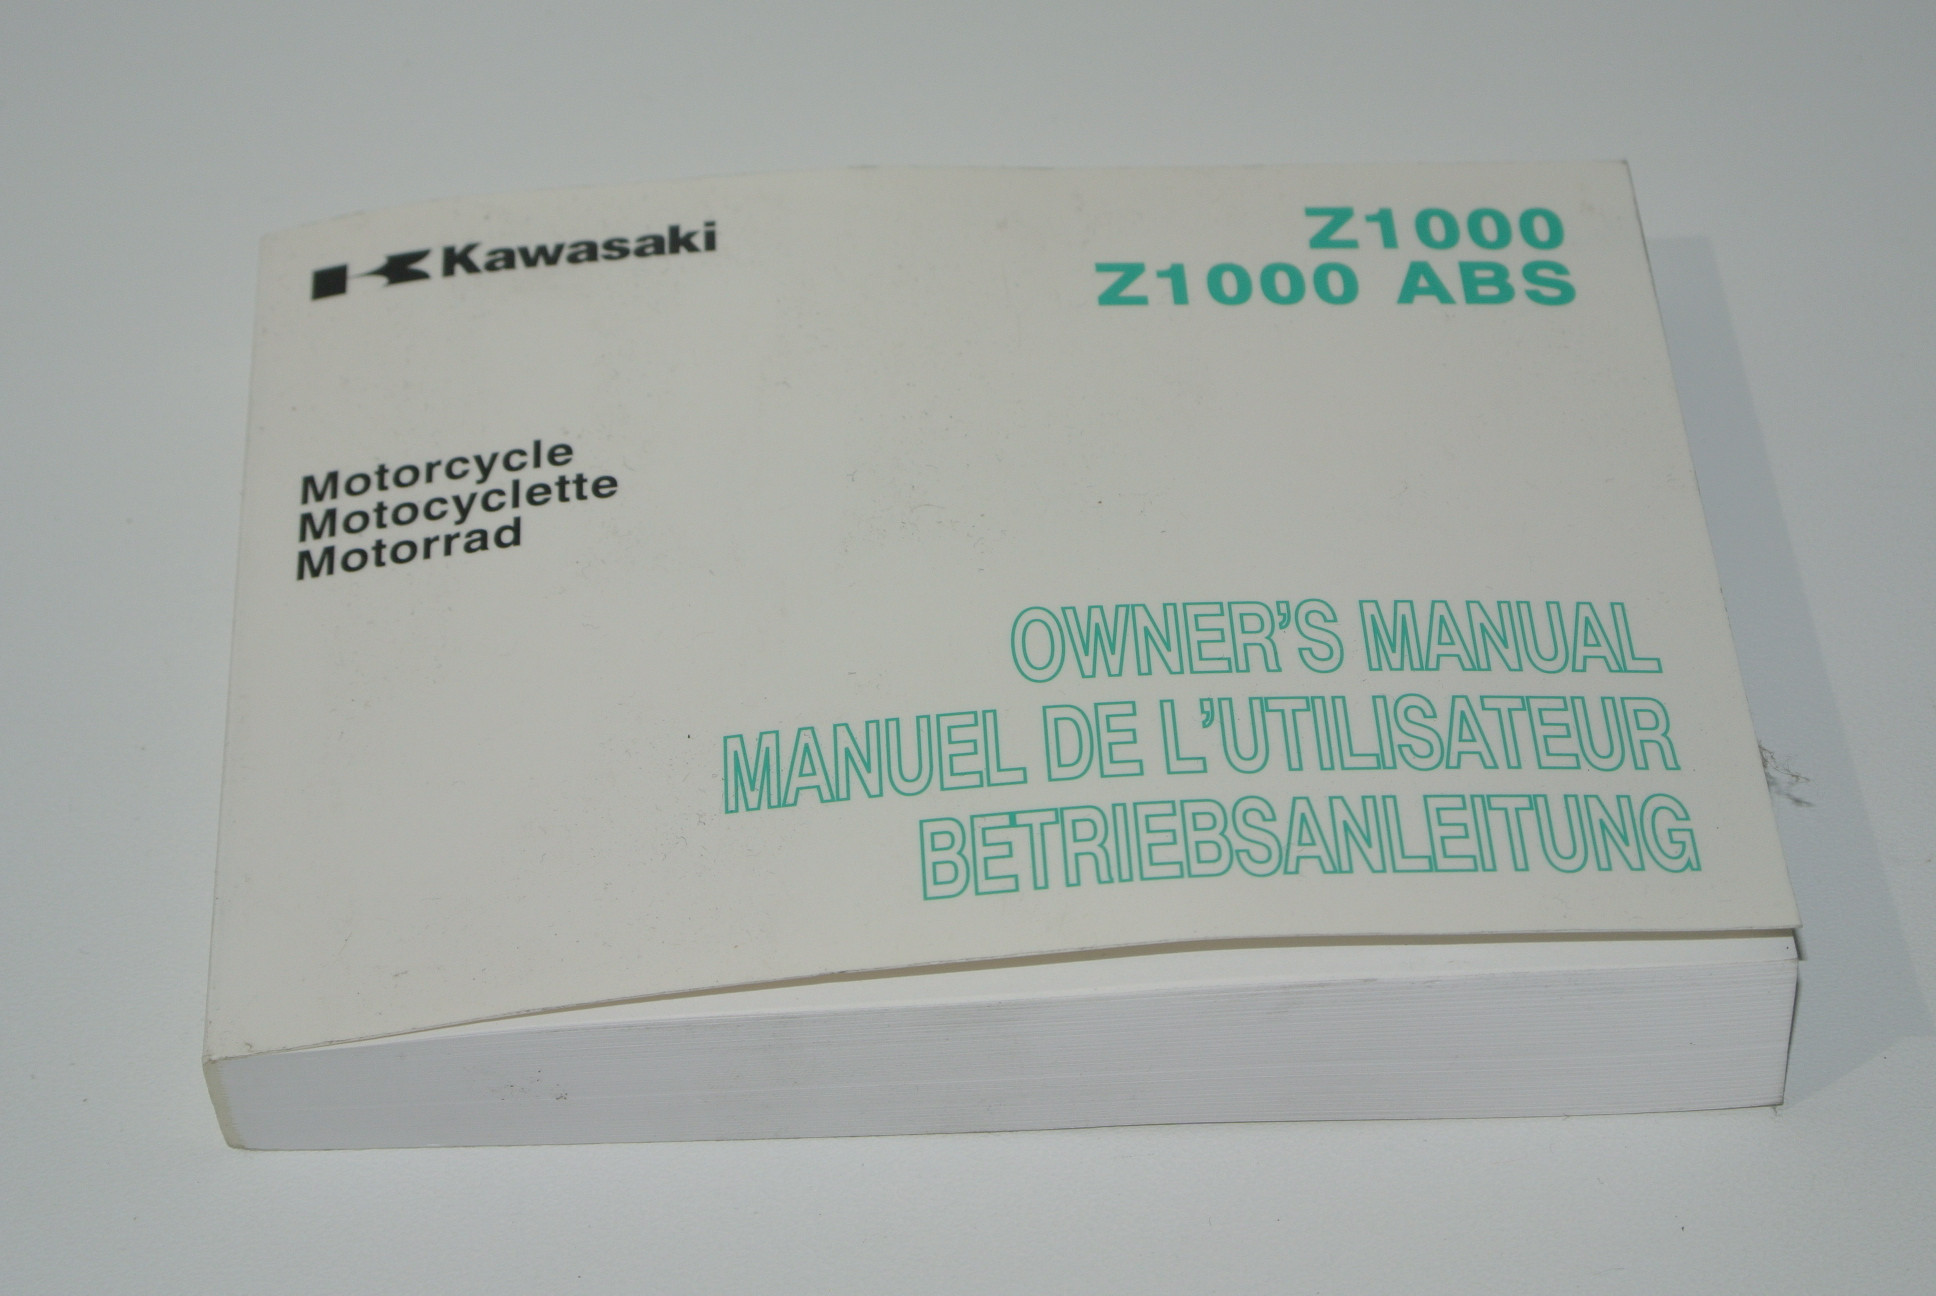 Kawasaki
Z1000
Z1000 ABS
Motorcycle
Motocyclette
Motorrad
OWNER'S MANUAL
MANUEL DE L'UTILISATEUR
BETRIEBSANLEITUNG